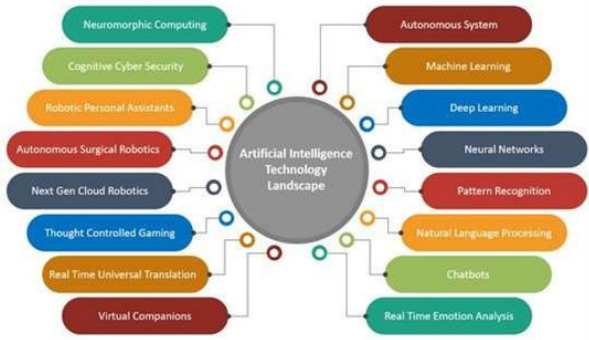 Neuromorphic Computing
Cognitive Cyber Security
Robotic Personal Assistants
Autonomous Surgical Robotics
Next Gen Cloud Robotics
Thought Controlled Gaming
Real Time Universal Translation
Virtual Companions
Artificial Intelligence
Technology
Landscape
Autonomous System
Machine Learning
Deep Learning
Neural Networks
Pattern Recognition
Natural Language Processing
Chatbots
Real Time Emotion Analysis